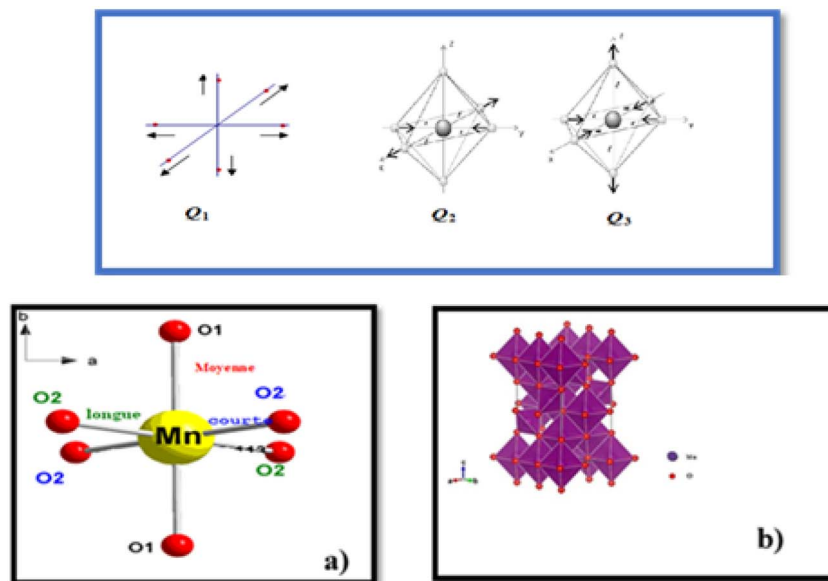 z
z
y
y
x
x
Q1
Q2
Q3
b
a
O1
Moyenne
O2
O2
longue
courte
Mn
O2
O2
O1
a)
c
a
b
Mn
O
b)